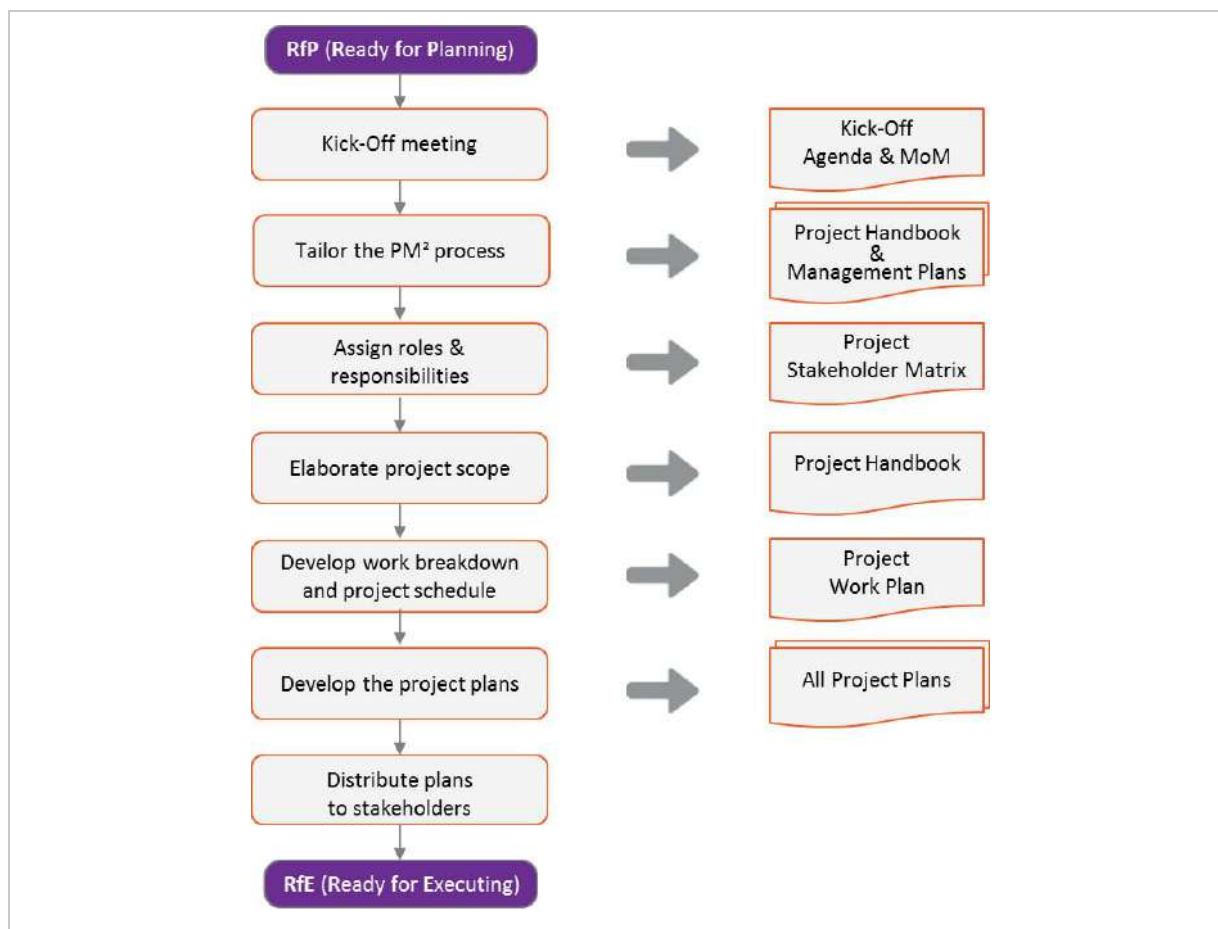 RfP (Ready for Planning)
Kick-Off meeting
Kick-Off
Agenda & MoM
Tailor the PM² process
Project Handbook
&
Management Plans
Assign roles &
responsibilities
Project
Stakeholder Matrix
Elaborate project scope
Project Handbook
Develop work breakdown
and project schedule
Project
Work Plan
Develop the project plans
All Project Plans
Distribute plans
to stakeholders
RfE (Ready for Executing)